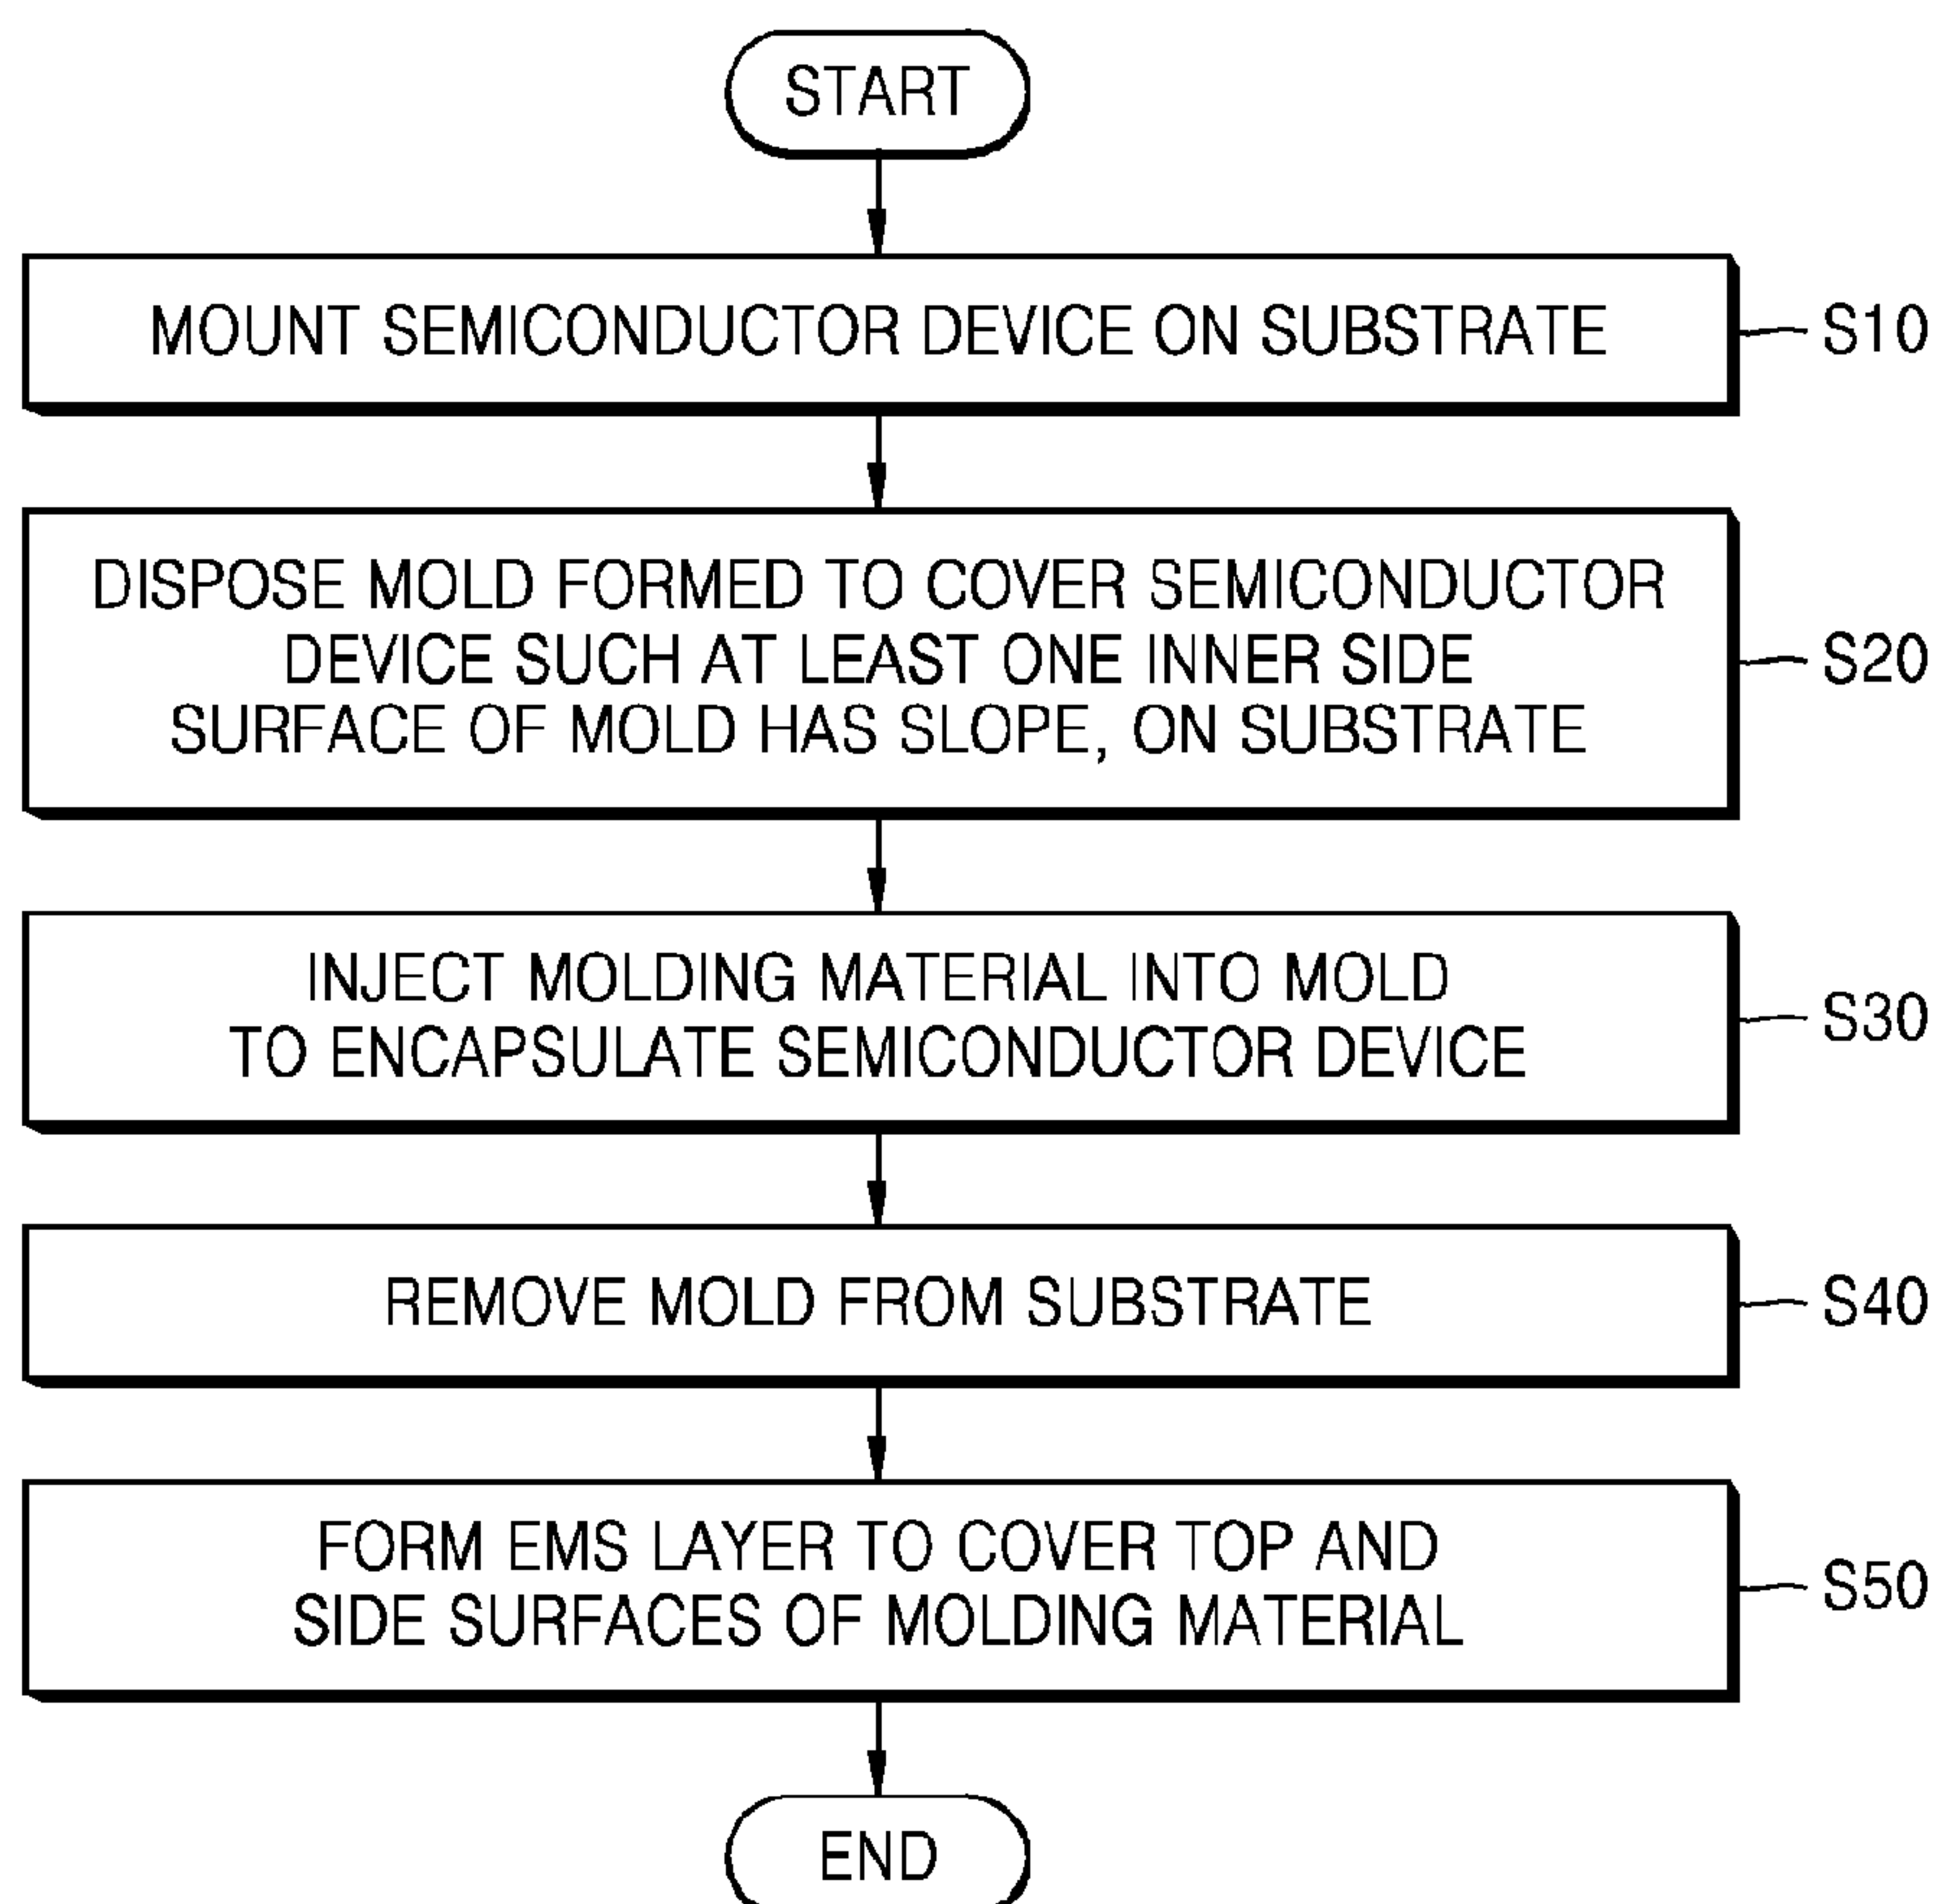 START
MOUNT SEMICONDUCTOR DEVICE ON SUBSTRATE
S10
DISPOSE MOLD FORMED TO COVER SEMICONDUCTOR
DEVICE SUCH AT LEAST ONE INNER SIDE
SURFACE OF MOLD HAS SLOPE, ON SUBSTRATE
S20
INJECT MOLDING MATERIAL INTO MOLD
TO ENCAPSULATE SEMICONDUCTOR DEVICE
S30
REMOVE MOLD FROM SUBSTRATE
S40
FORM EMS LAYER TO COVER TOP AND
SIDE SURFACES OF MOLDING MATERIAL
S50
END